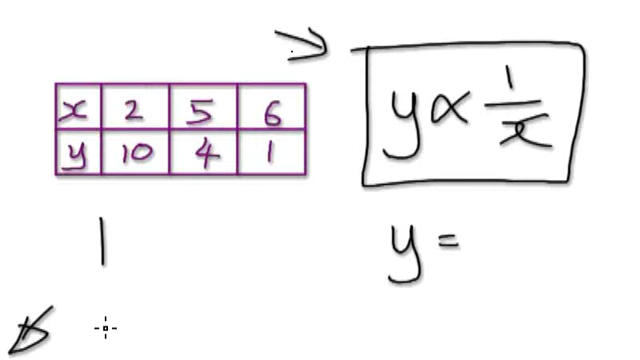 x 2 5 6
y 10 4 1
y ∝ 1/x
y =
1